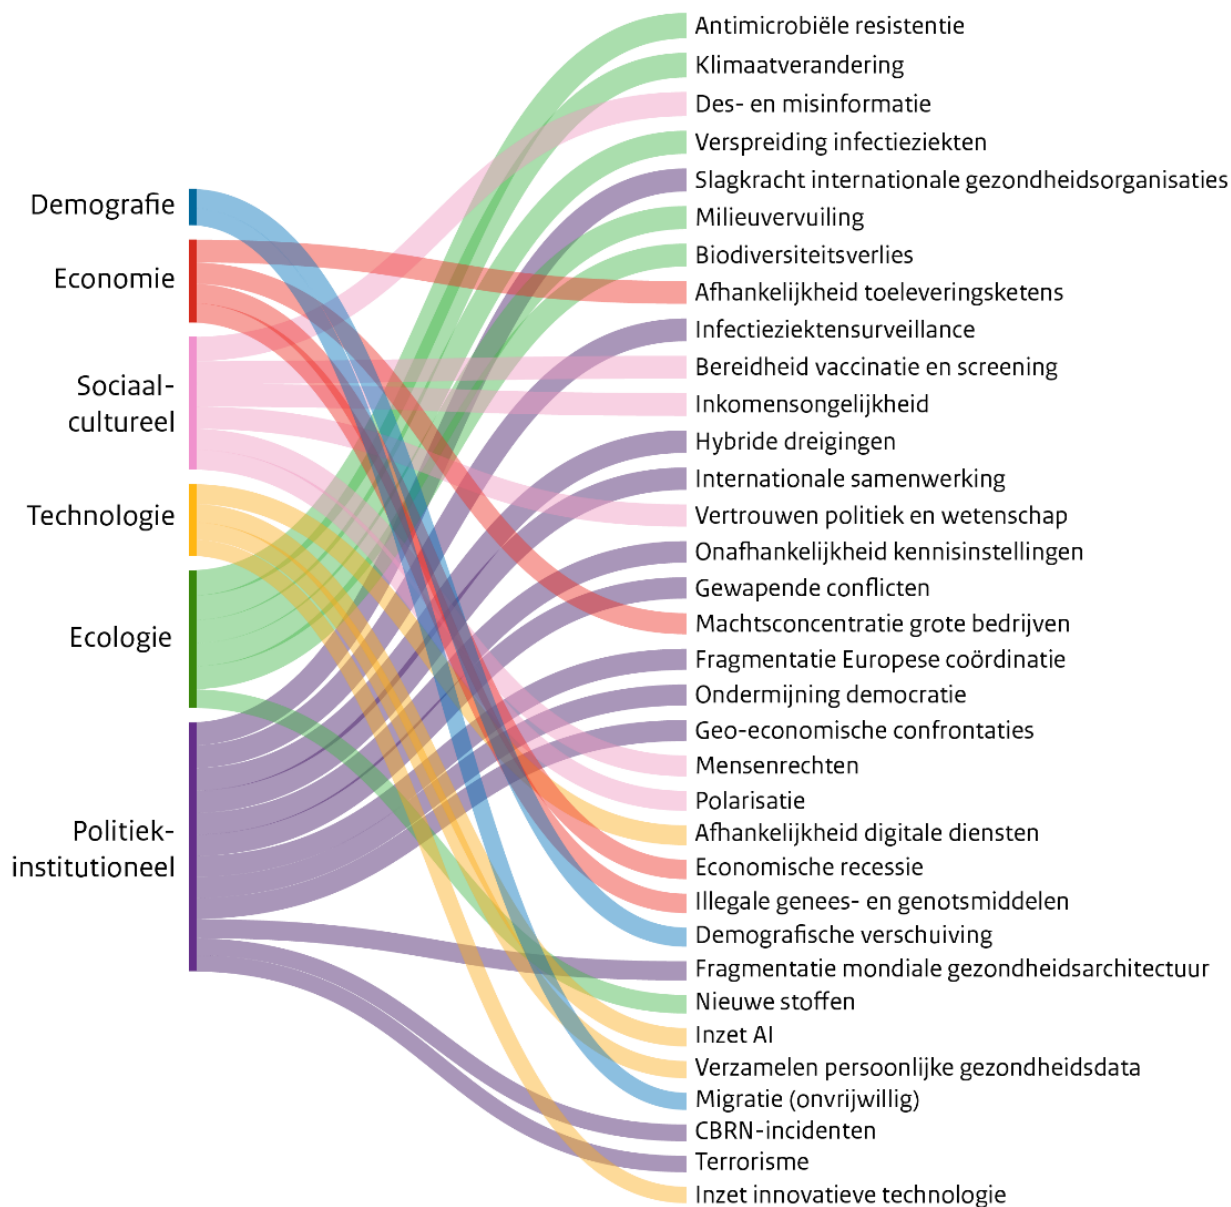 Demografie
Economie
Sociaal-
cultureel
Technologie
Ecologie
Politiek-
institutioneel
Antimicrobiële resistentie
Klimaatverandering
Des- en misinformatie
Verspreiding infectieziekten
Slagkracht internationale gezondheidsorganisaties
Milieuvervuiling
Biodiversiteitsverlies
Afhankelijkheid toeleveringsketens
Infectieziektensurveillance
Bereidheid vaccinatie en screening
Inkomensongelijkheid
Hybride dreigingen
Internationale samenwerking
Vertrouwen politiek en wetenschap
Onafhankelijkheid kennisinstellingen
Gewapende conflicten
Machtsconcentratie grote bedrijven
Fragmentatie Europese coördinatie
Ondermijning democratie
Geo-economische confrontaties
Mensenrechten
Polarisatie
Afhankelijkheid digitale diensten
Economische recessie
Illegale genees- en genotsmiddelen
Demografische verschuiving
Fragmentatie mondiale gezondheidsarchitectuur
Nieuwe stoffen
Inzet AI
Verzamelen persoonlijke gezondheidsdata
Migratie (onvrijwillig)
CBRN-incidenten
Terrorisme
Inzet innovatieve technologie